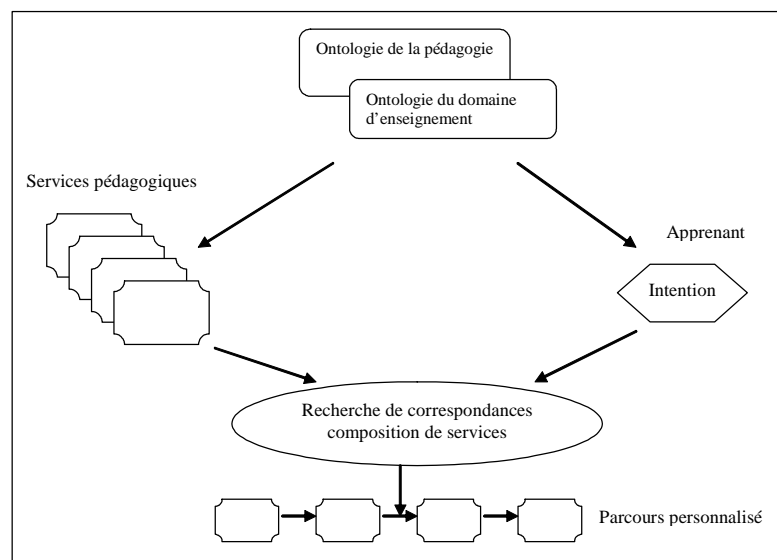 Ontologie de la pédagogie
Ontologie du domaine
d'enseignement
Services pédagogiques
Apprenant
Intention
Recherche de correspondances
composition de services
Parcours personnalisé